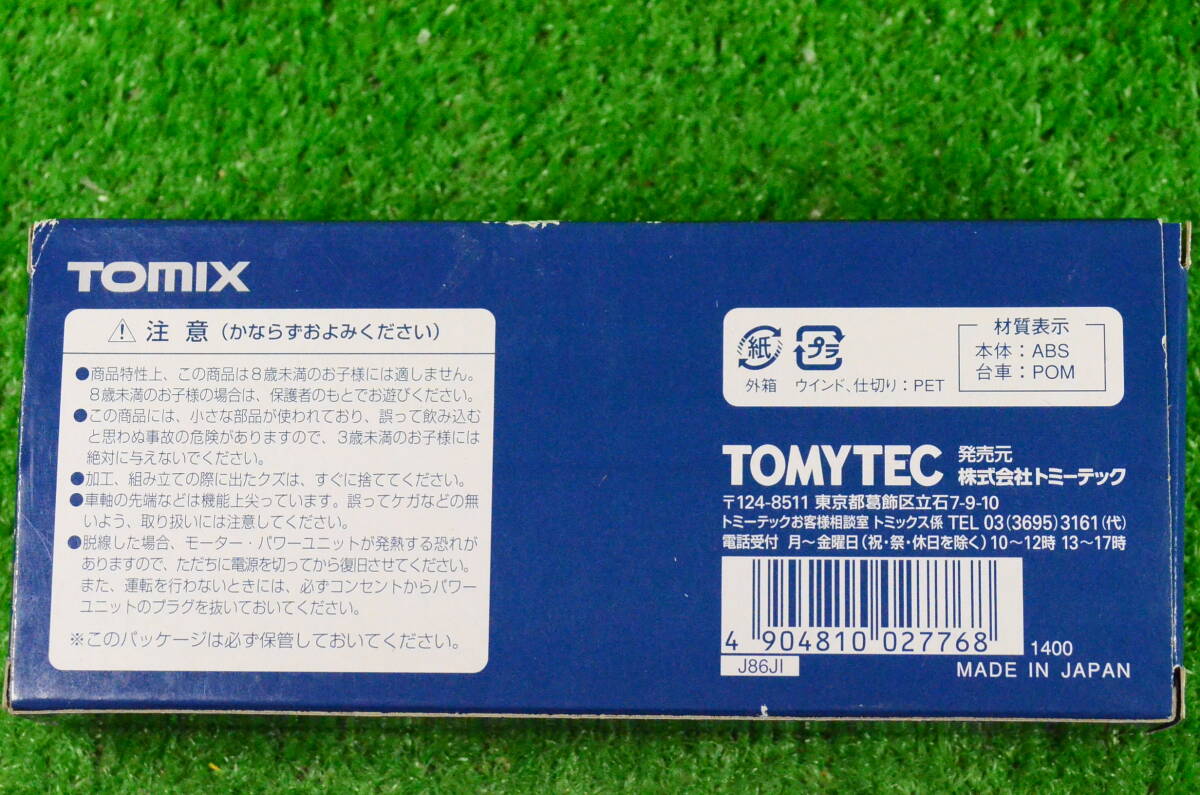 TOMIX
⚠ 注意（かならずおよみください）
●商品特性上、この商品は8歳未満のお子様には適しません。
8歳未満のお子様の場合は、保護者のもとでお遊びください。
●この商品には、小さな部品が使われており、誤って飲み込む
と思わぬ事故の危険がありますので、3歳未満のお子様には
絶対に与えないでください。
●加工、組み立ての際に出たクズは、すぐに捨ててください。
●車軸の先端などは機能上尖っています。誤ってケガなどの無
いよう、取り扱いには注意してください。
●脱線した場合、モーター・パワーユニットが発熱する恐れが
ありますので、ただちに電源を切ってから復旧させてください。
また、運転を行わないときには、必ずコンセントからパワー
ユニットのプラグを抜いておいてください。
※このパッケージは必ず保管しておいてください。
紙 プラ
外箱 ウインド、仕切り：PET
材質表示
本体：ABS
台車：POM
TOMYTEC 発売元
株式会社トミーテック
〒124-8511 東京都葛飾区立石7-9-10
トミーテックお客様相談室 トミックス係 TEL 03(3695)3161(代)
電話受付 月〜金曜日(祝・祭・休日を除く)10〜12時 13〜17時
4 904810 027768
J86JI
1400
MADE IN JAPAN